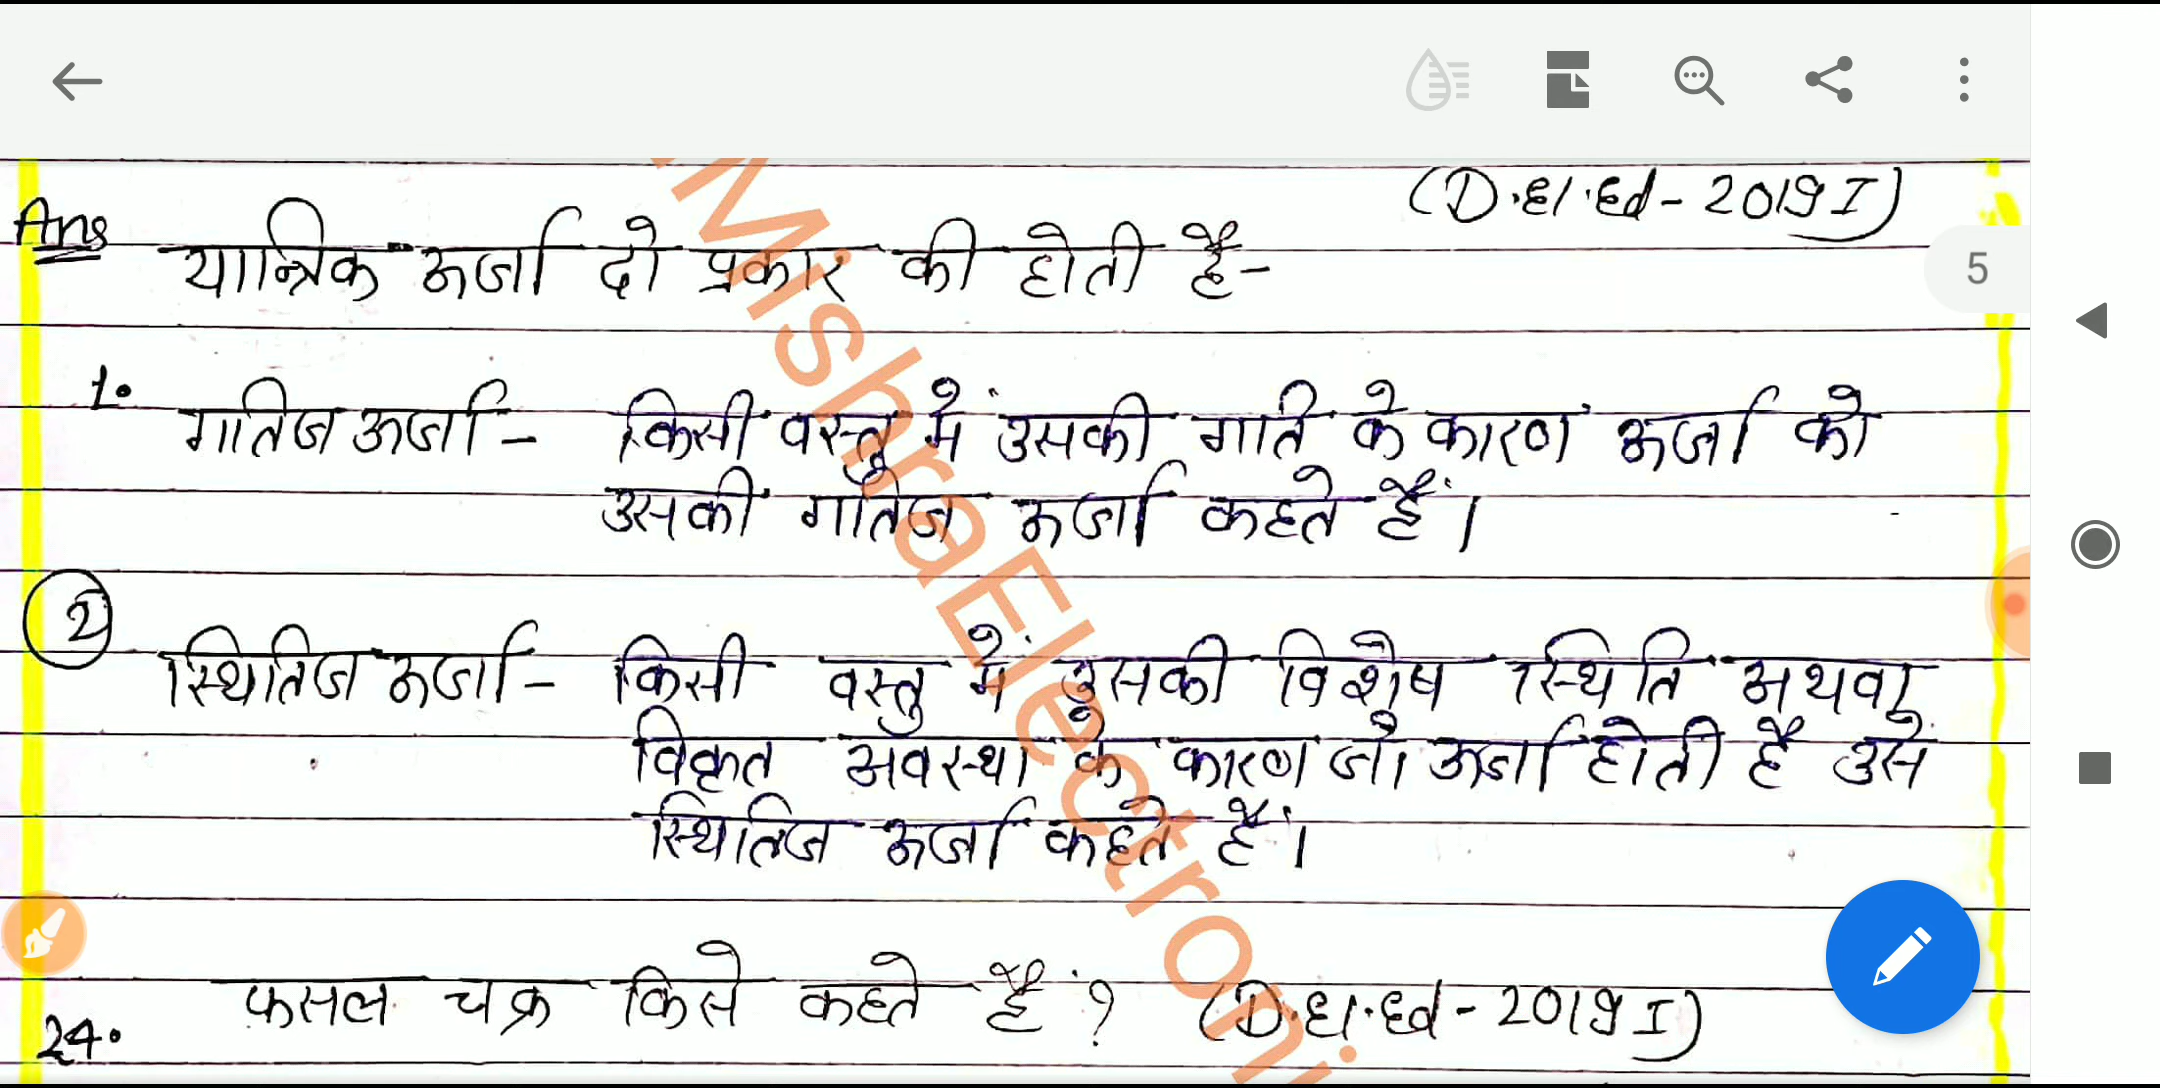 (D.El.Ed - 2019 I)
5
Ans यान्त्रिक ऊर्जा दो प्रकार की होती है-
1. गतिज ऊर्जा - किसी वस्तु में उसकी गति के कारण ऊर्जा को
उसकी गतिज ऊर्जा कहते हैं।
2 स्थितिज ऊर्जा - किसी वस्तु में उसकी विशेष स्थिति अथवा
विकृत अवस्था के कारण जो ऊर्जा होती है उसे
स्थितिज ऊर्जा कहते हैं।
24. फसल चक्र किसे कहते हैं ? (D.El.Ed - 2019 I)
MishraElectroni